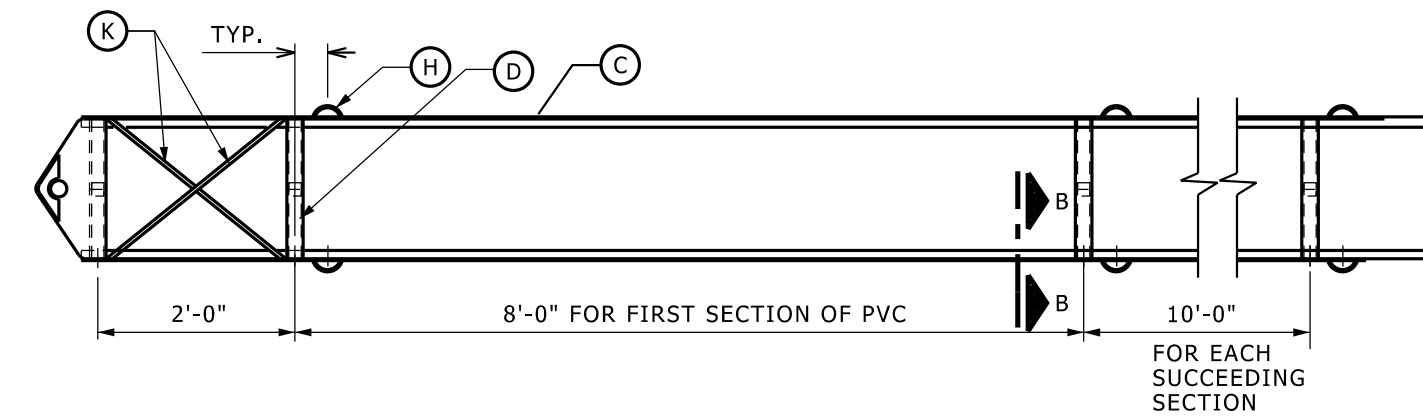 K
TYP.
H
D
C
B
B
2'-0"
8'-0" FOR FIRST SECTION OF PVC
10'-0"
FOR EACH
SUCCEEDING
SECTION